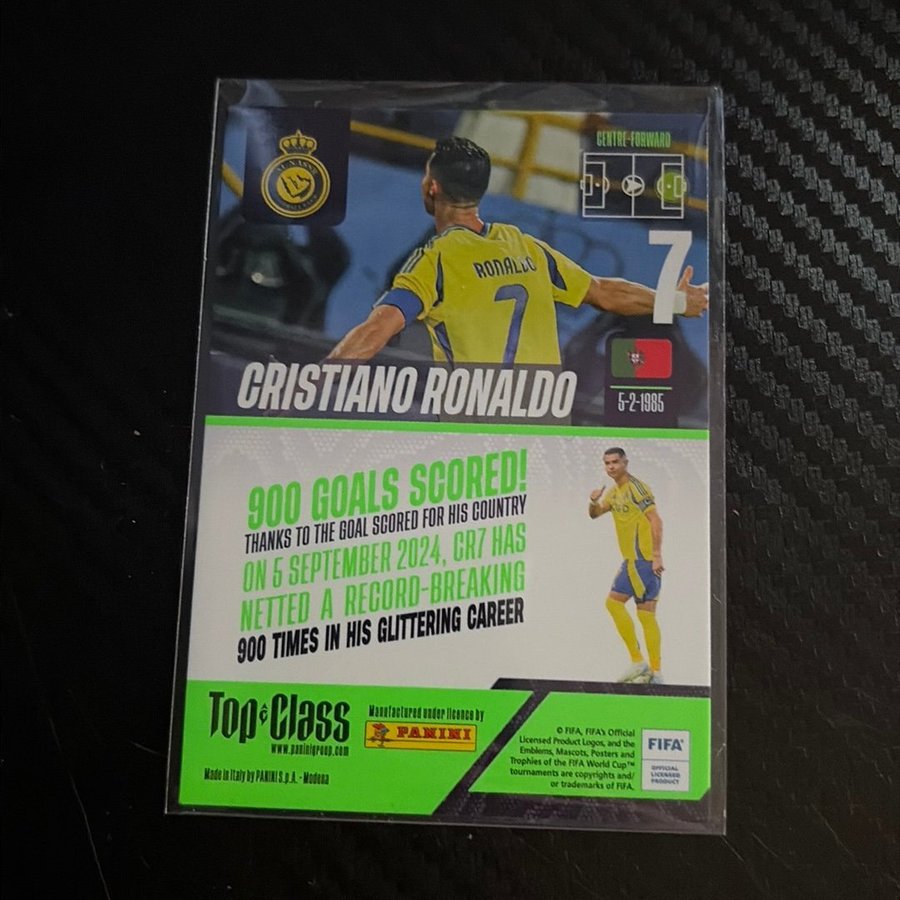 AL NASSR
CENTRE-FORWARD
RONALDO
7
7
CRISTIANO RONALDO
5-2-1985
900 GOALS SCORED!
THANKS TO THE GOAL SCORED FOR HIS COUNTRY
ON 5 SEPTEMBER 2024, CR7 HAS
NETTED A RECORD-BREAKING
900 TIMES IN HIS GLITTERING CAREER
Top Class
www.paninigroup.com
Manufactured under licence by
PANINI
Made in Italy by PANINI S.p.A. - Modena
© FIFA, FIFA's Official
Licensed Product Logos, and the
Emblems, Mascots, Posters and
Trophies of the FIFA World Cup™
tournaments are copyrights and/
or trademarks of FIFA.
FIFA
OFFICIAL
LICENSED
PRODUCT